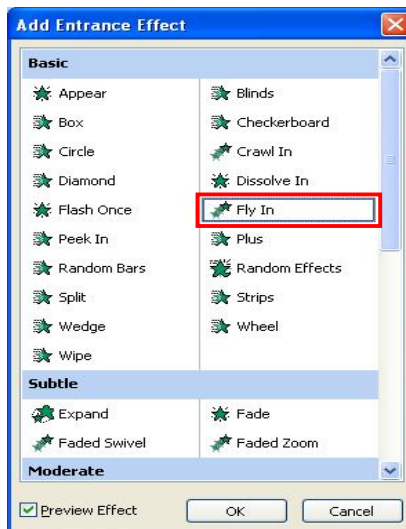 Add Entrance Effect
Basic
Appear Blinds
Box Checkerboard
Circle Crawl In
Diamond Dissolve In
Flash Once Fly In
Peek In Plus
Random Bars Random Effects
Split Strips
Wedge Wheel
Wipe
Subtle
Expand Fade
Faded Swivel Faded Zoom
Moderate
Preview Effect OK Cancel